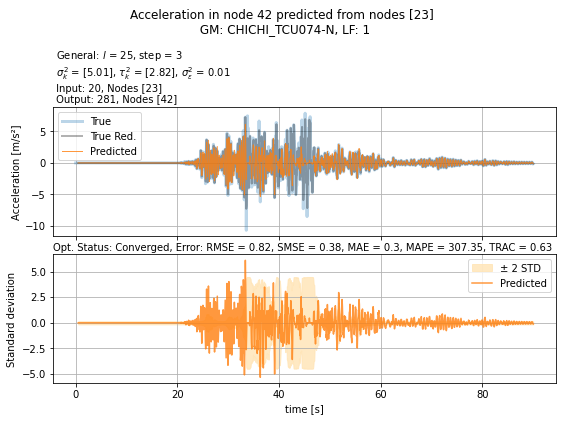 Acceleration in node 42 predicted from nodes [23]
GM: CHICHI_TCU074-N, LF: 1
General: l = 25, step = 3
σ²ₖ = [5.01], τ²ₖ = [2.82], σ²ε = 0.01
Input: 20, Nodes [23]
Output: 281, Nodes [42]
True
True Red.
Predicted
Acceleration [m/s²]
5
0
−5
−10
Opt. Status: Converged, Error: RMSE = 0.82, SMSE = 0.38, MAE = 0.3, MAPE = 307.35, TRAC = 0.63
± 2 STD
Predicted
Standard deviation
5.0
2.5
0.0
−2.5
−5.0
0 20 40 60 80
time [s]